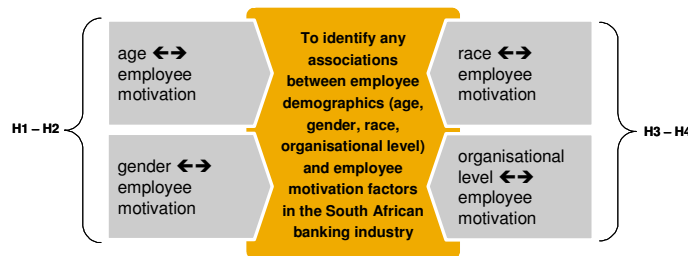 H1 – H2
age ←→
employee
motivation
gender ←→
employee
motivation
To identify any
associations
between employee
demographics (age,
gender, race,
organisational level)
and employee
motivation factors
in the South African
banking industry
race ←→
employee
motivation
organisational
level ←→
employee
motivation
H3 – H4